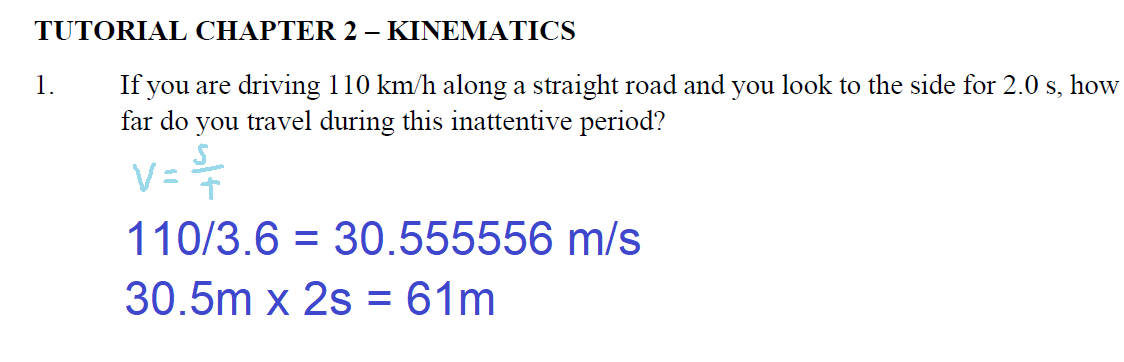 TUTORIAL CHAPTER 2 – KINEMATICS
1. If you are driving 110 km/h along a straight road and you look to the side for 2.0 s, how
far do you travel during this inattentive period?
V = S/T
110/3.6 = 30.555556 m/s
30.5m x 2s = 61m